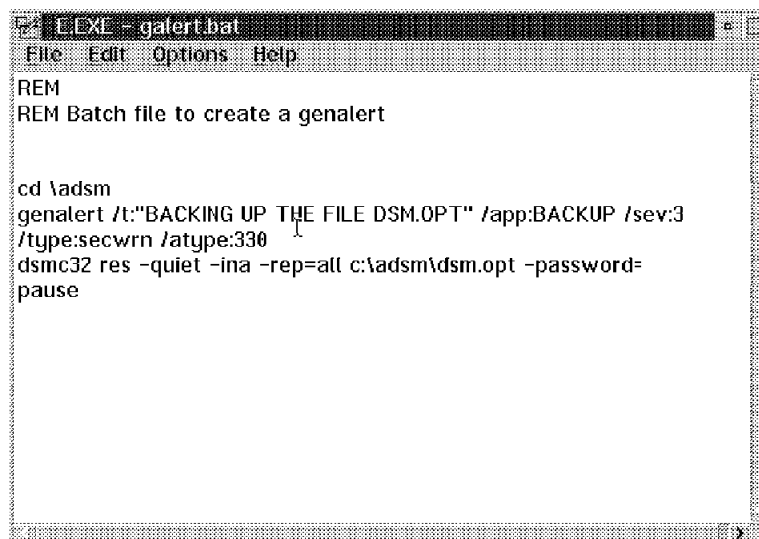 E.EXE – galert.bat
File Edit Options Help
REM
REM Batch file to create a genalert
cd \adsm
genalert /t:"BACKING UP THE FILE DSM.OPT" /app:BACKUP /sev:3
/type:secwrn /atype:330
dsmc32 res -quiet -ina -rep=all c:\adsm\dsm.opt -password=
pause